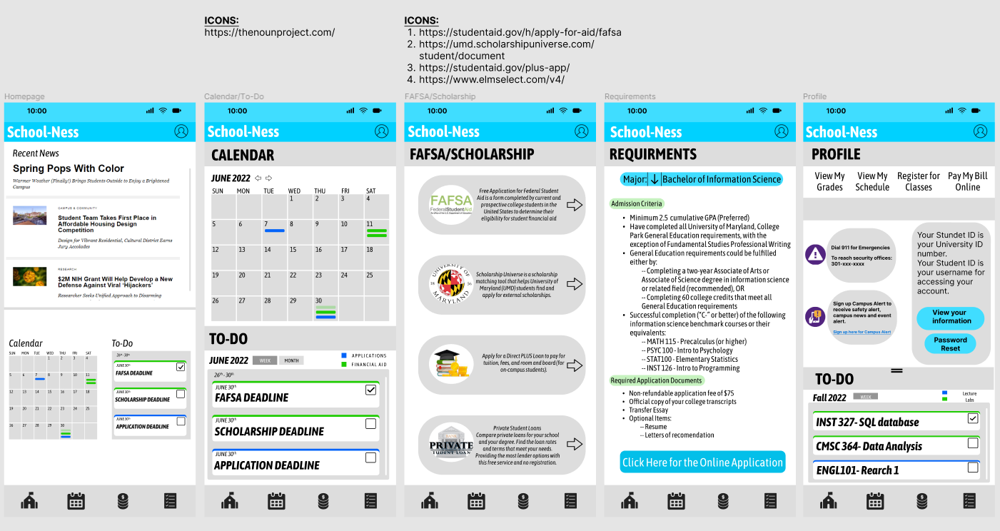 ICONS:
https://thenounproject.com/
ICONS:
1. https://studentaid.gov/h/apply-for-aid/fafsa
2. https://umd.scholarshipuniverse.com/
student/document
3. https://studentaid.gov/plus-app/
4. https://www.elmselect.com/v4/
Homepage
10:00
School-Ness
Recent News
Spring Pops With Color
Warmer Weather (Finally!) Brings Students Outside to Enjoy a Brightened
Campus
CAMPUS & COMMUNITY
Student Team Takes First Place in
Affordable Housing Design
Competition
Design for Vibrant Residential, Cultural District Earns
Jury Accolades
RESEARCH
$2M NIH Grant Will Help Develop a New
Defense Against Viral ‘Hijackers’
Researcher Seeks Unified Approach to Disarming
Calendar
SUN MON TUE WED THU FRI SAT
1 2 3 4
5 6 7 8 9 10 11
12 13 14 15 16 17 18
19 20 21 22 23 24 25
26 27 28 29 30
To-Do
26th - 30th
JUNE 30th
FAFSA DEADLINE
JUNE 30th
SCHOLARSHIP DEADLINE
JUNE 30th
APPLICATION DEADLINE
Calendar/To-Do
10:00
School-Ness
CALENDAR
JUNE 2022
SUN MON TUE WED THU FRI SAT
1 2 3 4
5 6 7 8 9 10 11
12 13 14 15 16 17 18
19 20 21 22 23 24 25
26 27 28 29 30
TO-DO
JUNE 2022 WEEK MONTH
APPLICATIONS
FINANCIAL AID
26th - 30th
JUNE 30th
FAFSA DEADLINE
JUNE 30th
SCHOLARSHIP DEADLINE
JUNE 30th
APPLICATION DEADLINE
FAFSA/Scholarship
10:00
School-Ness
FAFSA/SCHOLARSHIP
FAFSA
FederalStudentAid
Free Application for Federal Student
Aid is a form completed by current and
prospective college students in the
United States to determine their
eligibility for student financial aid
UNIVERSITY OF
18 56
MARYLAND
Scholarship Universe is a scholarship
matching tool that helps University of
Maryland (UMD) students find and
apply for external scholarships.
Apply for a Direct PLUS Loan to pay for
tuition, fees, and room and board(for
on-campus students).
PRIVATE
TUDENT LOAN
Private Student Loans
Compare private loans for your school
and your degree. Find the loan rates
and terms that meet your needs.
Providing the most lender options with
this free service and no registration.
Requirements
10:00
School-Ness
REQUIRMENTS
Major: Bachelor of Information Science
Admission Criteria
• Minimum 2.5 cumulative GPA (Preferred)
• Have completed all University of Maryland, College
Park General Education requirements, with the
exception of Fundamental Studies Professional Writing
• General Education requirements could be fulfilled
either by:
-- Completing a two-year Associate of Arts or
Associate of Science degree in information science
or related field (recommended), OR
-- Completing 60 college credits that meet all
General Education requirements
• Successful completion ("C-" or better) of the following
information science benchmark courses or their
equivalents:
-- MATH 115 - Precalculus (or higher)
-- PSYC100 - Intro to Psychology
-- STAT100 - Elementary Statistics
-- INST 126 - Intro to Programming
Required Application Documents
• Non-refundable application fee of $75
• Official copy of your college transcripts
• Transfer Essay
• Optional Items:
-- Resume
-- Letters of recomendation
Click Here for the Online Application
Profile
10:00
School-Ness
PROFILE
View My
Grades
View My
Schedule
Register for
Classes
Pay My Bill
Online
Dial 911 for Emergencies
To reach security offices:
301-xxx-xxxx
Sign up Campus Alert to
receive safety alert,
campus news and event
alert.
Sign up here for Campus Alert
Your Stundet ID is
your University ID
number.
Your Student ID is
your username for
accessing your
account.
View your
information
Password
Reset
TO-DO
Fall 2022 WEEK
Lecture
Labs
INST 327- SQL database
CMSC 364- Data Analysis
ENGL101- Rearch 1